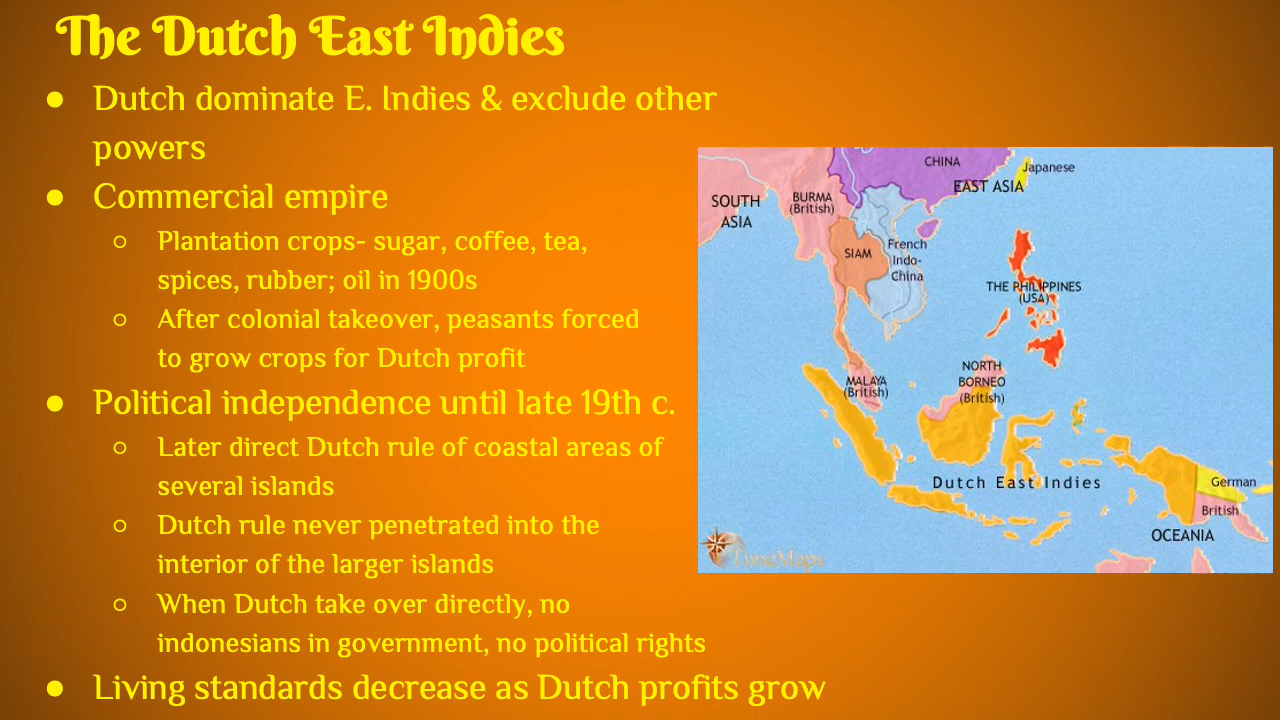 The Dutch East Indies
● Dutch dominate E. Indies & exclude other
powers
● Commercial empire
○ Plantation crops- sugar, coffee, tea,
spices, rubber; oil in 1900s
○ After colonial takeover, peasants forced
to grow crops for Dutch profit
● Political independence until late 19th c.
○ Later direct Dutch rule of coastal areas of
several islands
○ Dutch rule never penetrated into the
interior of the larger islands
○ When Dutch take over directly, no
indonesians in government, no political rights
● Living standards decrease as Dutch profits grow
CHINA
Japanese
EAST ASIA
SOUTH
ASIA
BURMA
(British)
SIAM
French
Indo-
China
THE PHILIPPINES
(USA)
MALAYA
(British)
NORTH
BORNEO
(British)
Dutch East Indies
German
British
OCEANIA
TimeMaps